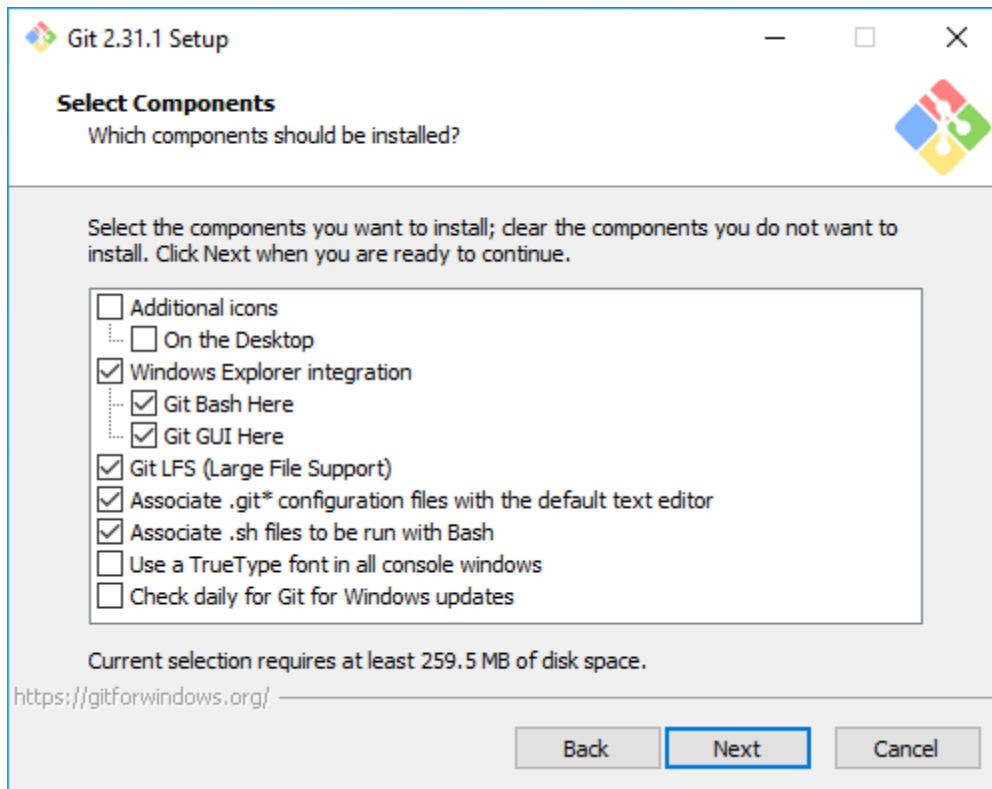 Git 2.31.1 Setup
Select Components
Which components should be installed?
Select the components you want to install; clear the components you do not want to
install. Click Next when you are ready to continue.
Additional icons
On the Desktop
Windows Explorer integration
Git Bash Here
Git GUI Here
Git LFS (Large File Support)
Associate .git* configuration files with the default text editor
Associate .sh files to be run with Bash
Use a TrueType font in all console windows
Check daily for Git for Windows updates
Current selection requires at least 259.5 MB of disk space.
https://gitforwindows.org/
Back Next Cancel